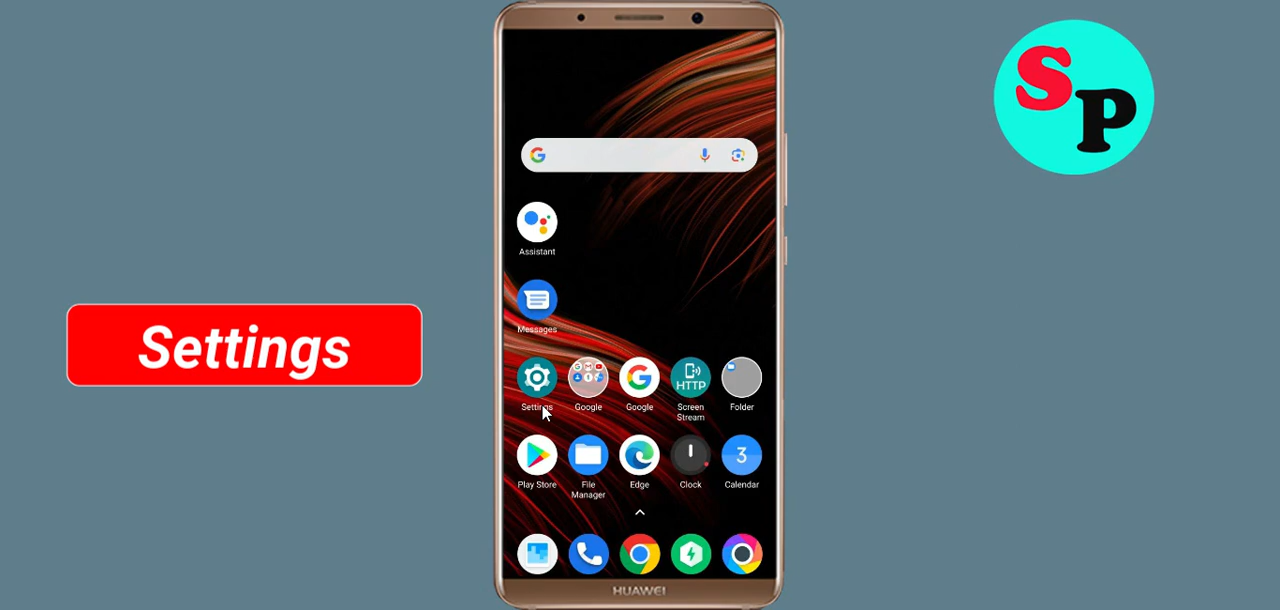 S
P
Assistant
Messages
Settings
Settings
Google
Google
HTTP
Screen
Stream
Folder
Play Store
File
Manager
Edge
Clock
3
Calendar
HUAWEI